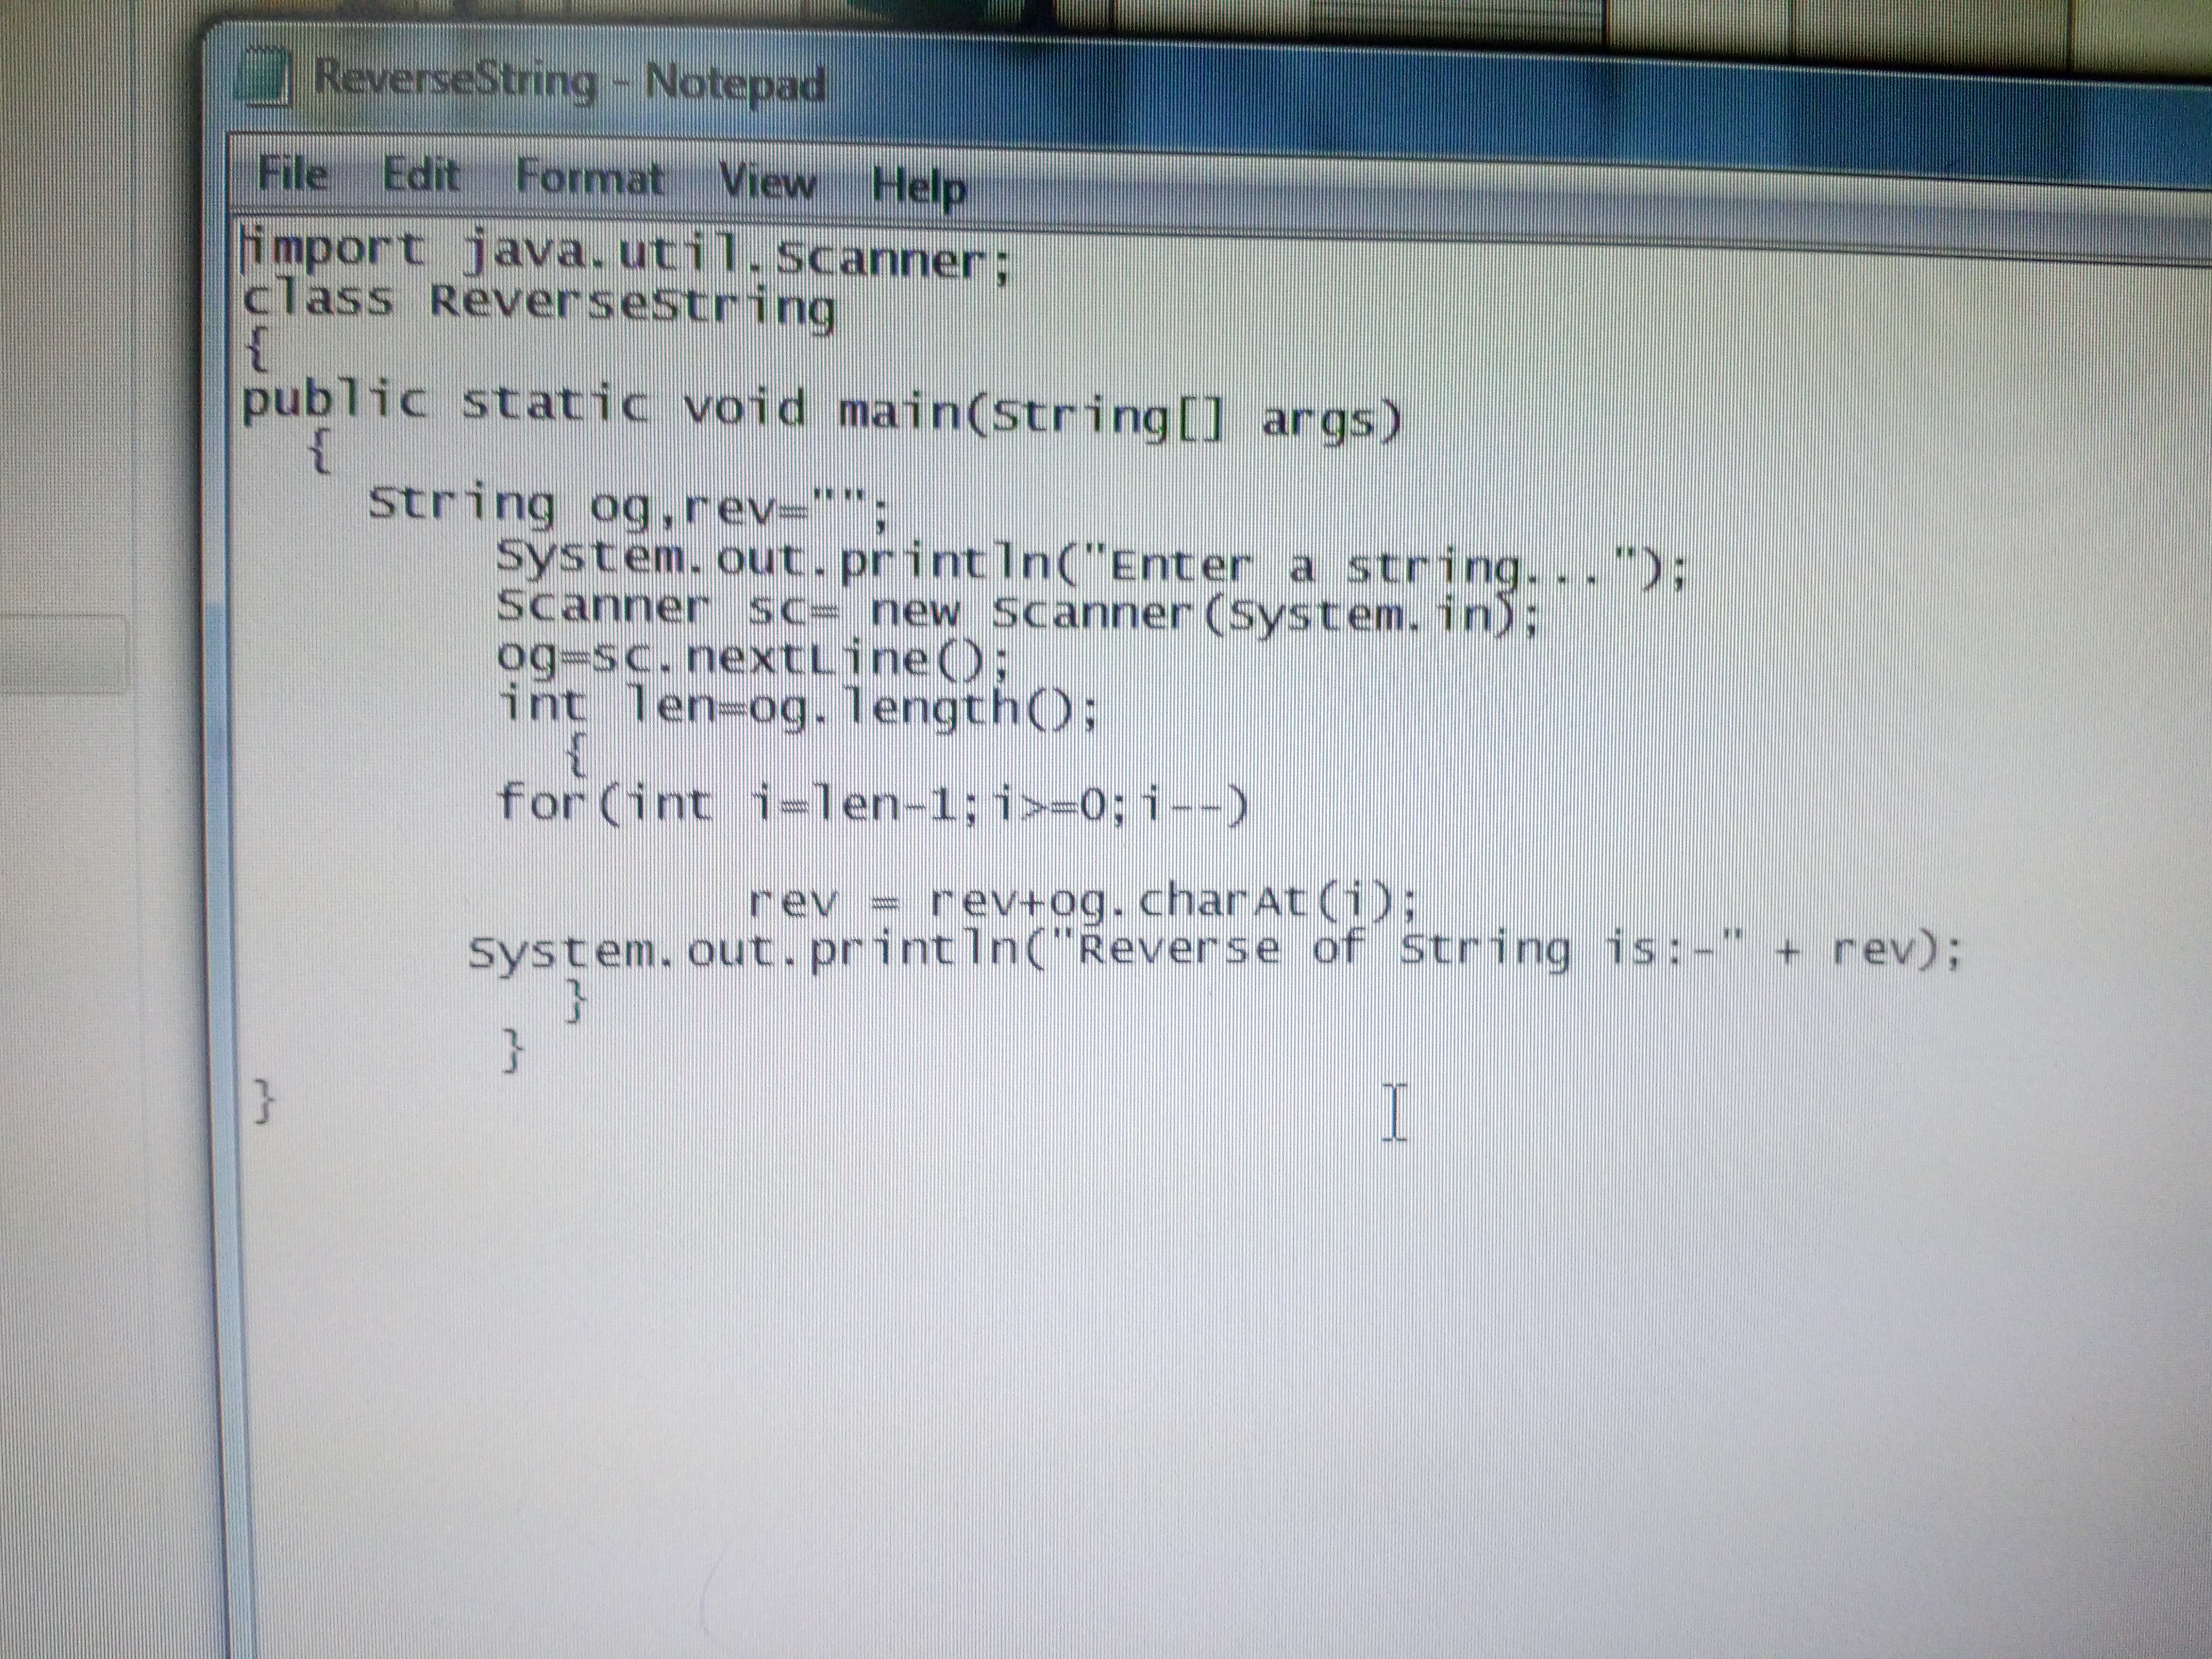 ReverseString - Notepad
File Edit Format View Help
import java.util.Scanner;
class ReverseString
{
public static void main(String[] args)
{
String og,rev="";
System.out.println("Enter a string...");
Scanner sc= new Scanner(System.in);
og=sc.nextLine();
int len=og.length();
{
for(int i=len-1;i>=0;i--)
rev = rev+og.charAt(i);
System.out.println("Reverse of String is:-" + rev);
}
}
}